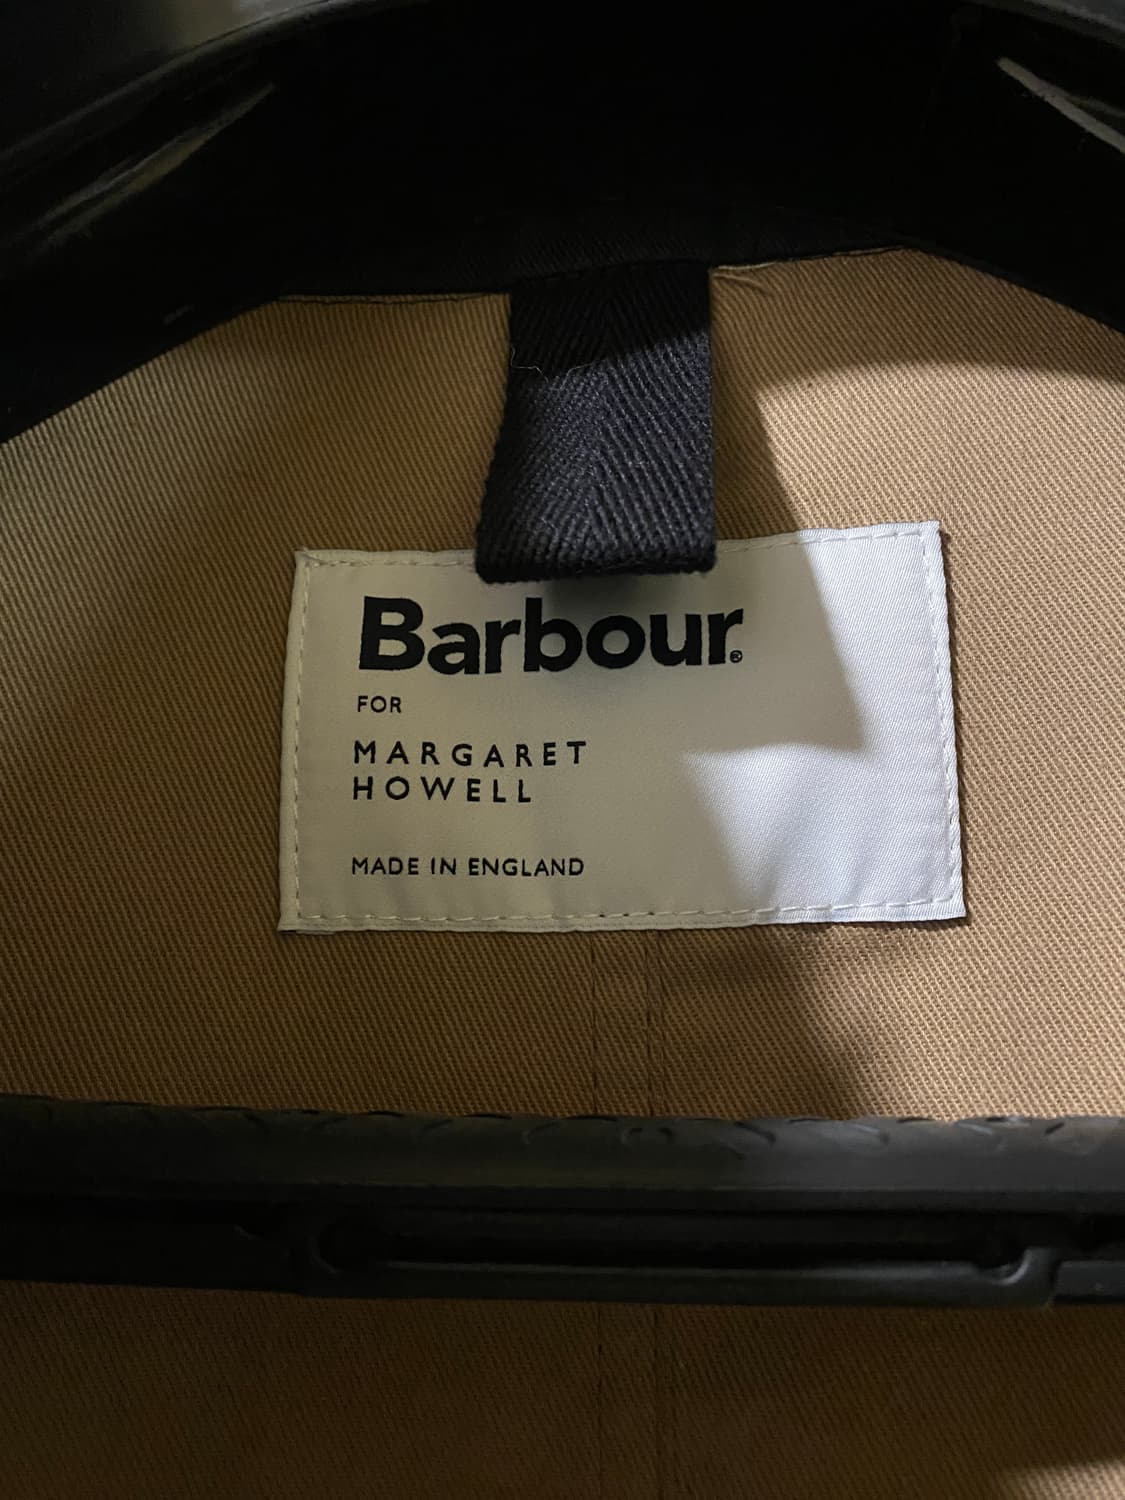 Barbour®
FOR
MARGARET
HOWELL
MADE IN ENGLAND